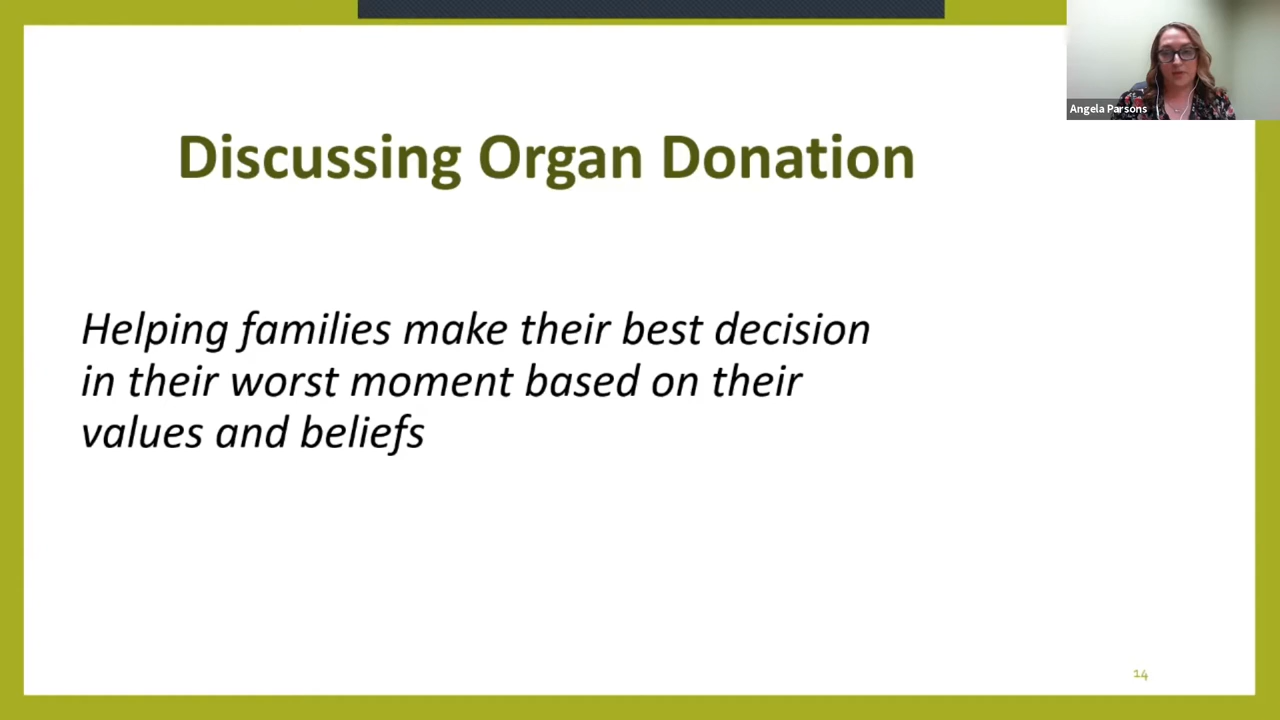 Angela Parsons
Discussing Organ Donation
Helping families make their best decision
in their worst moment based on their
values and beliefs
14